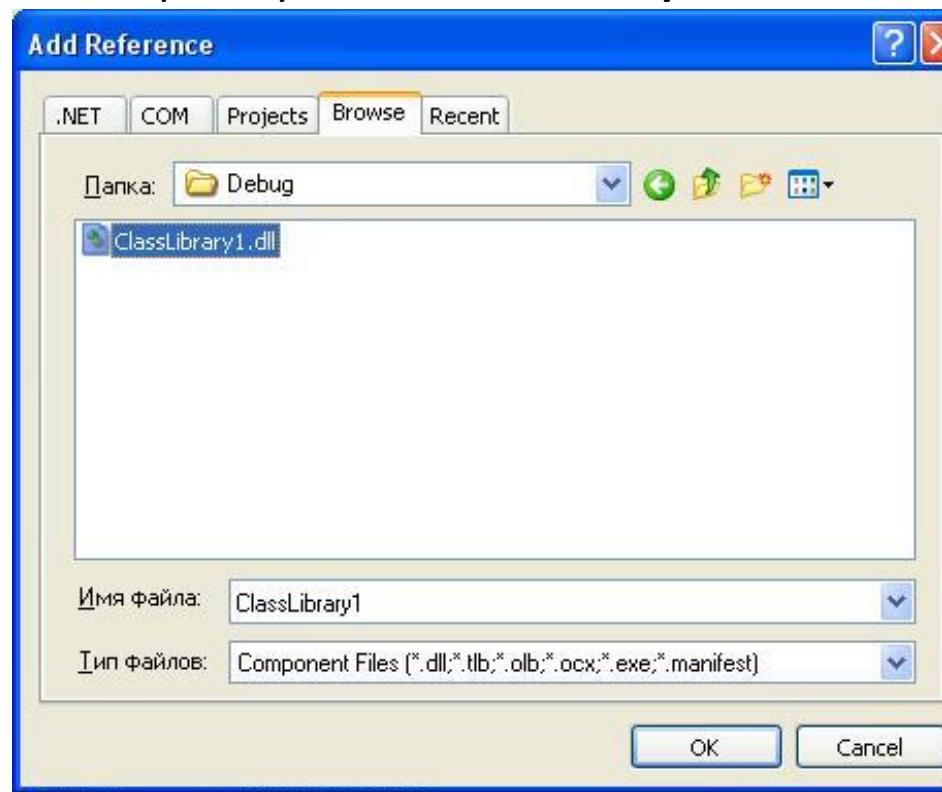 Add Reference
.NET COM Projects Browse Recent
Папка: Debug
ClassLibrary1.dll
Имя файла: ClassLibrary1
Тип файлов: Component Files (*.dll;*.tlb;*.olb;*.ocx;*.exe;*.manifest)
OK Cancel